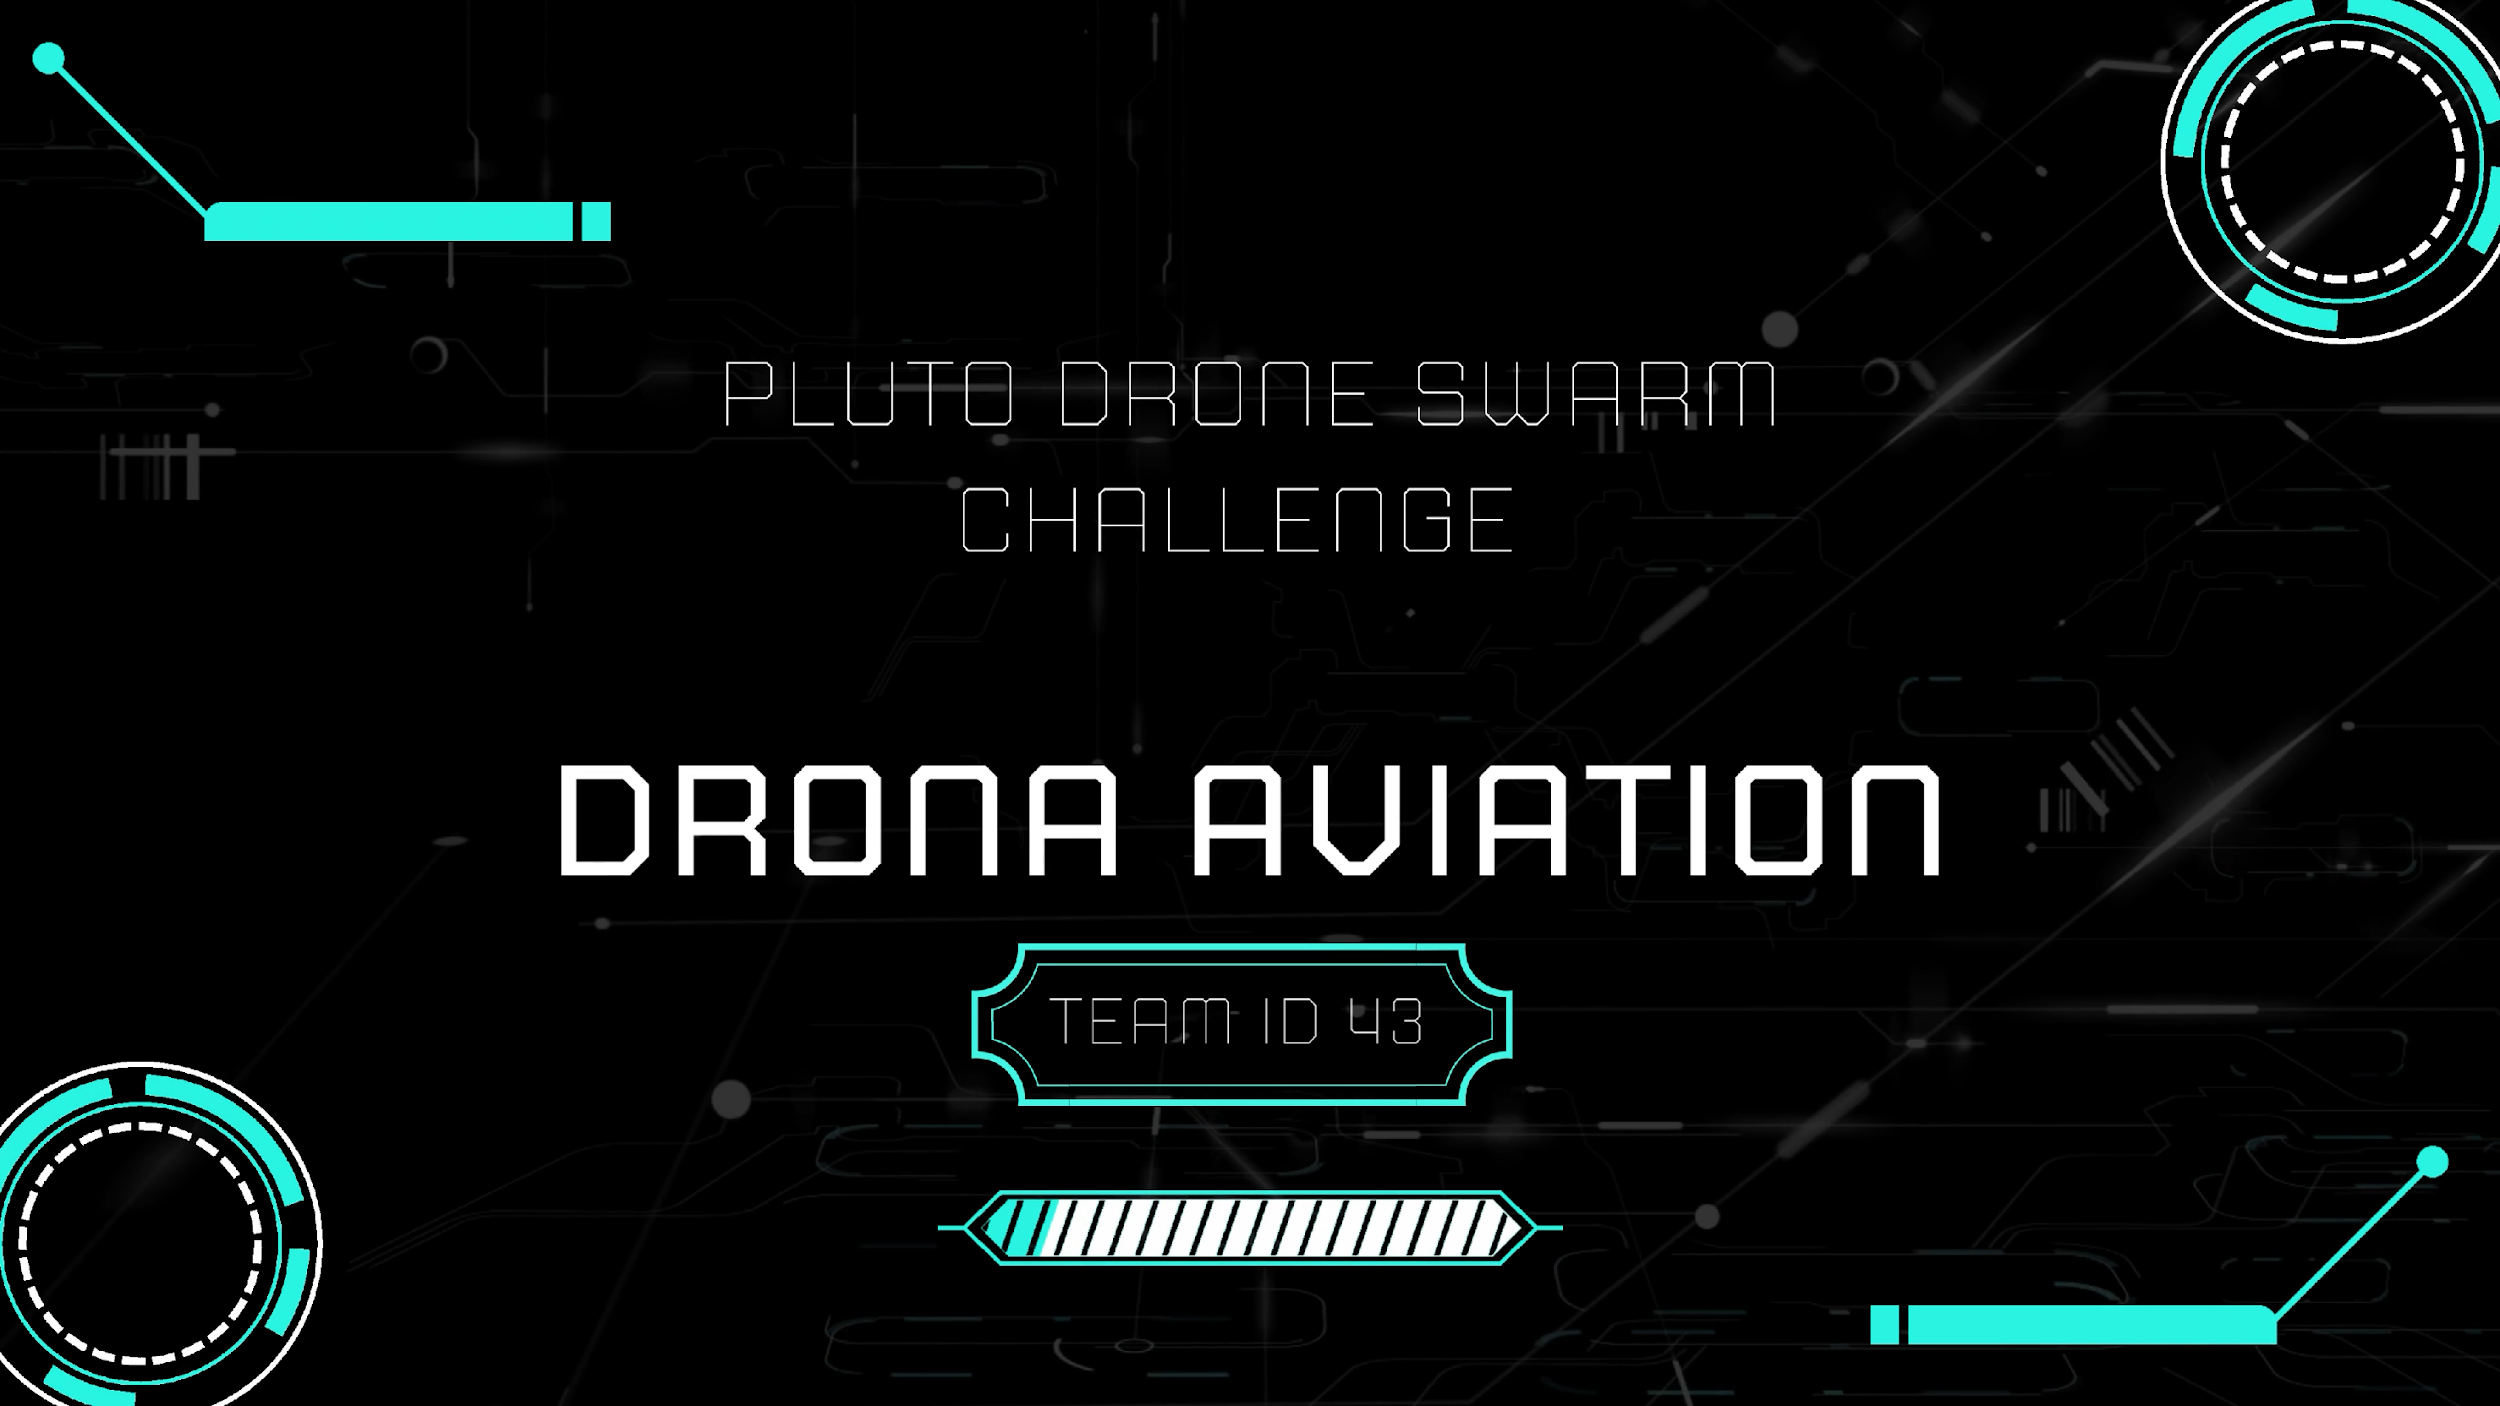 PLUTO DRONE SWARM
CHALLENGE
DRONA AVIATION
TEAM ID 43